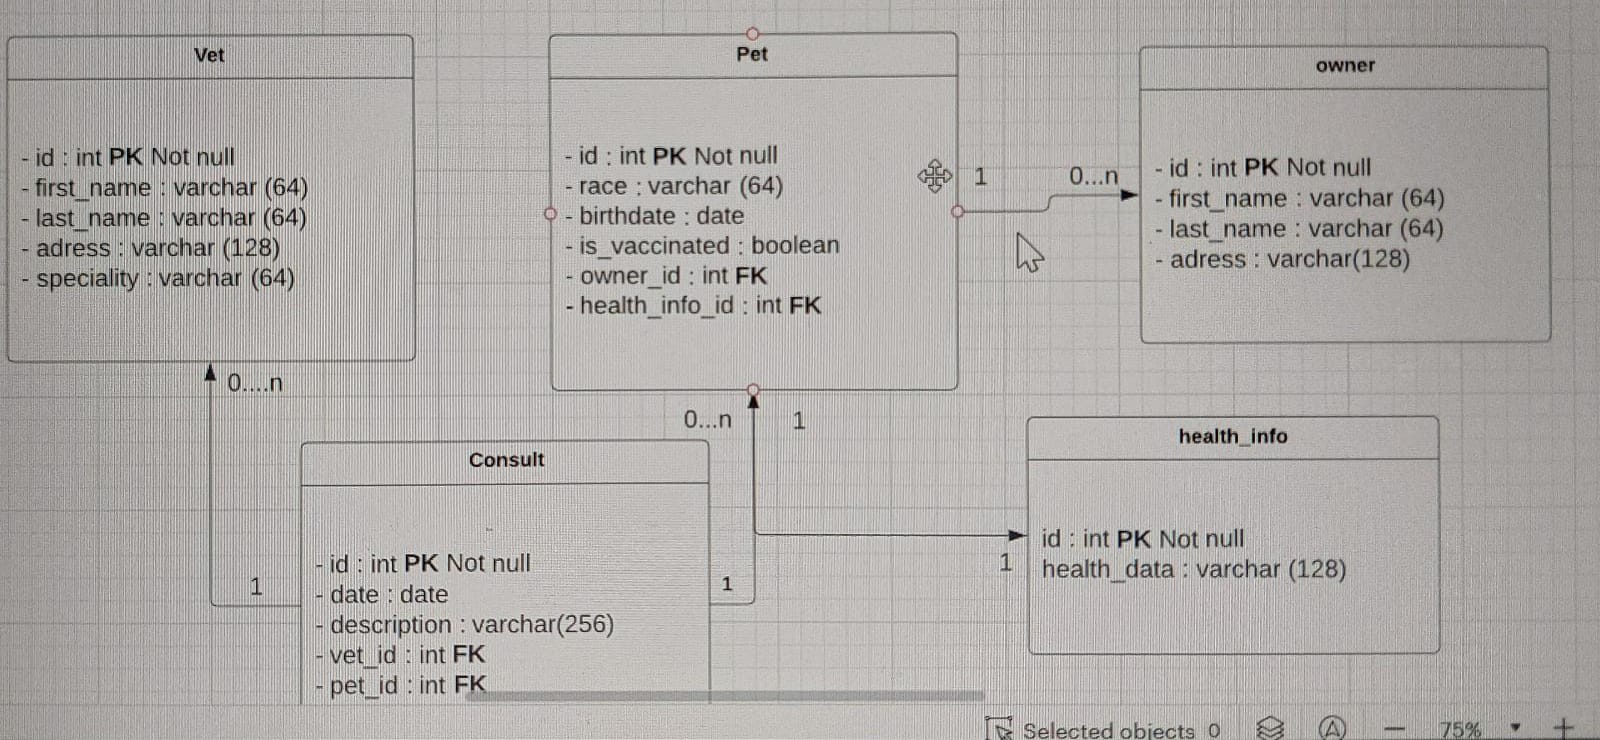 Vet
- id : int PK Not null
- first_name : varchar (64)
- last_name : varchar (64)
- adress : varchar (128)
- speciality : varchar (64)
0....n
1
Pet
- id : int PK Not null
- race : varchar (64)
- birthdate : date
- is_vaccinated : boolean
- owner_id : int FK
- health_info_id : int FK
1
0...n
owner
- id : int PK Not null
- first_name : varchar (64)
- last_name : varchar (64)
- adress : varchar(128)
0...n
1
Consult
- id : int PK Not null
- date : date
- description : varchar(256)
- vet_id : int FK
- pet_id : int FK
1
1
health_info
id : int PK Not null
health_data : varchar (128)
Selected objects 0
75%